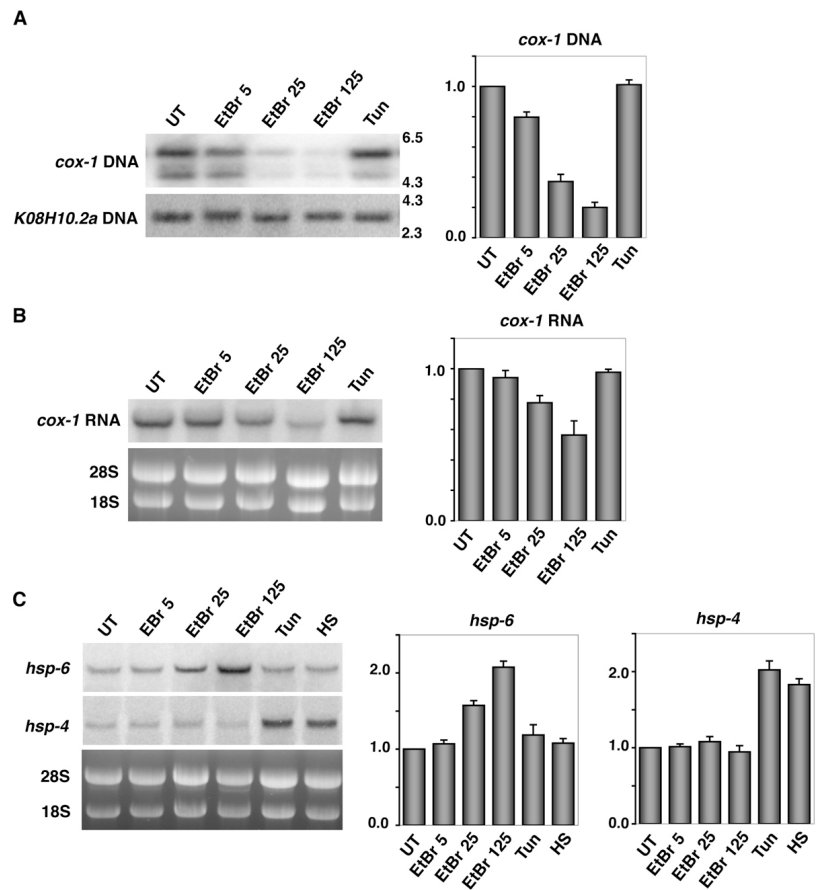 A
cox-1 DNA
UT
EtBr 5
EtBr 25
EtBr 125
Tun
cox-1 DNA
6.5
4.3
K08H10.2a DNA
4.3
2.3
1.0
0.0
UT
EtBr 5
EtBr 25
EtBr 125
Tun
B
cox-1 RNA
UT
EtBr 5
EtBr 25
EtBr 125
Tun
cox-1 RNA
28S
18S
1.0
0.0
UT
EtBr 5
EtBr 25
EtBr 125
Tun
C
UT
EBr 5
EtBr 25
EtBr 125
Tun
HS
hsp-6
hsp-4
28S
18S
hsp-6
2.0
1.0
0.0
UT
EtBr 5
EtBr 25
EtBr 125
Tun
HS
hsp-4
2.0
1.0
0.0
UT
EtBr 5
EtBr 25
EtBr 125
Tun
HS